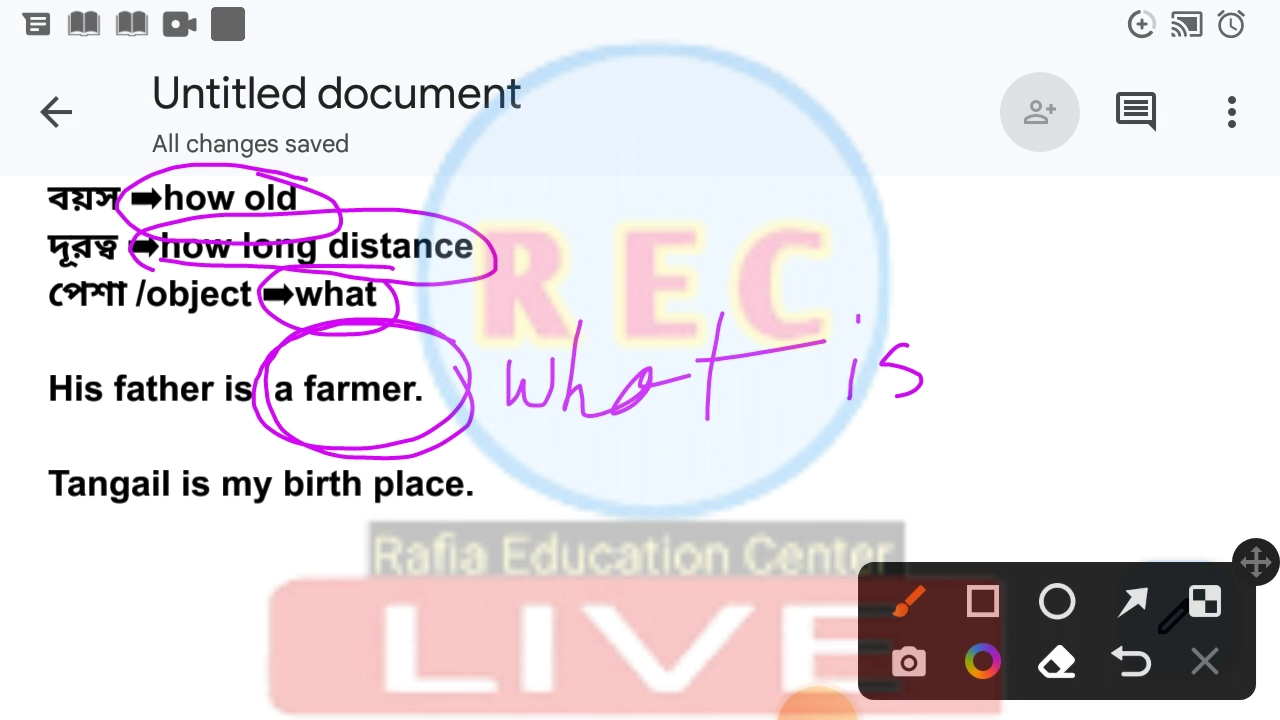 Untitled document
All changes saved
বয়স ➡how old
দূরত্ব ➡how long distance
পেশা /object ➡what
His father is a farmer.
what is
Tangail is my birth place.
REC
Rafia Education Center
LIVE